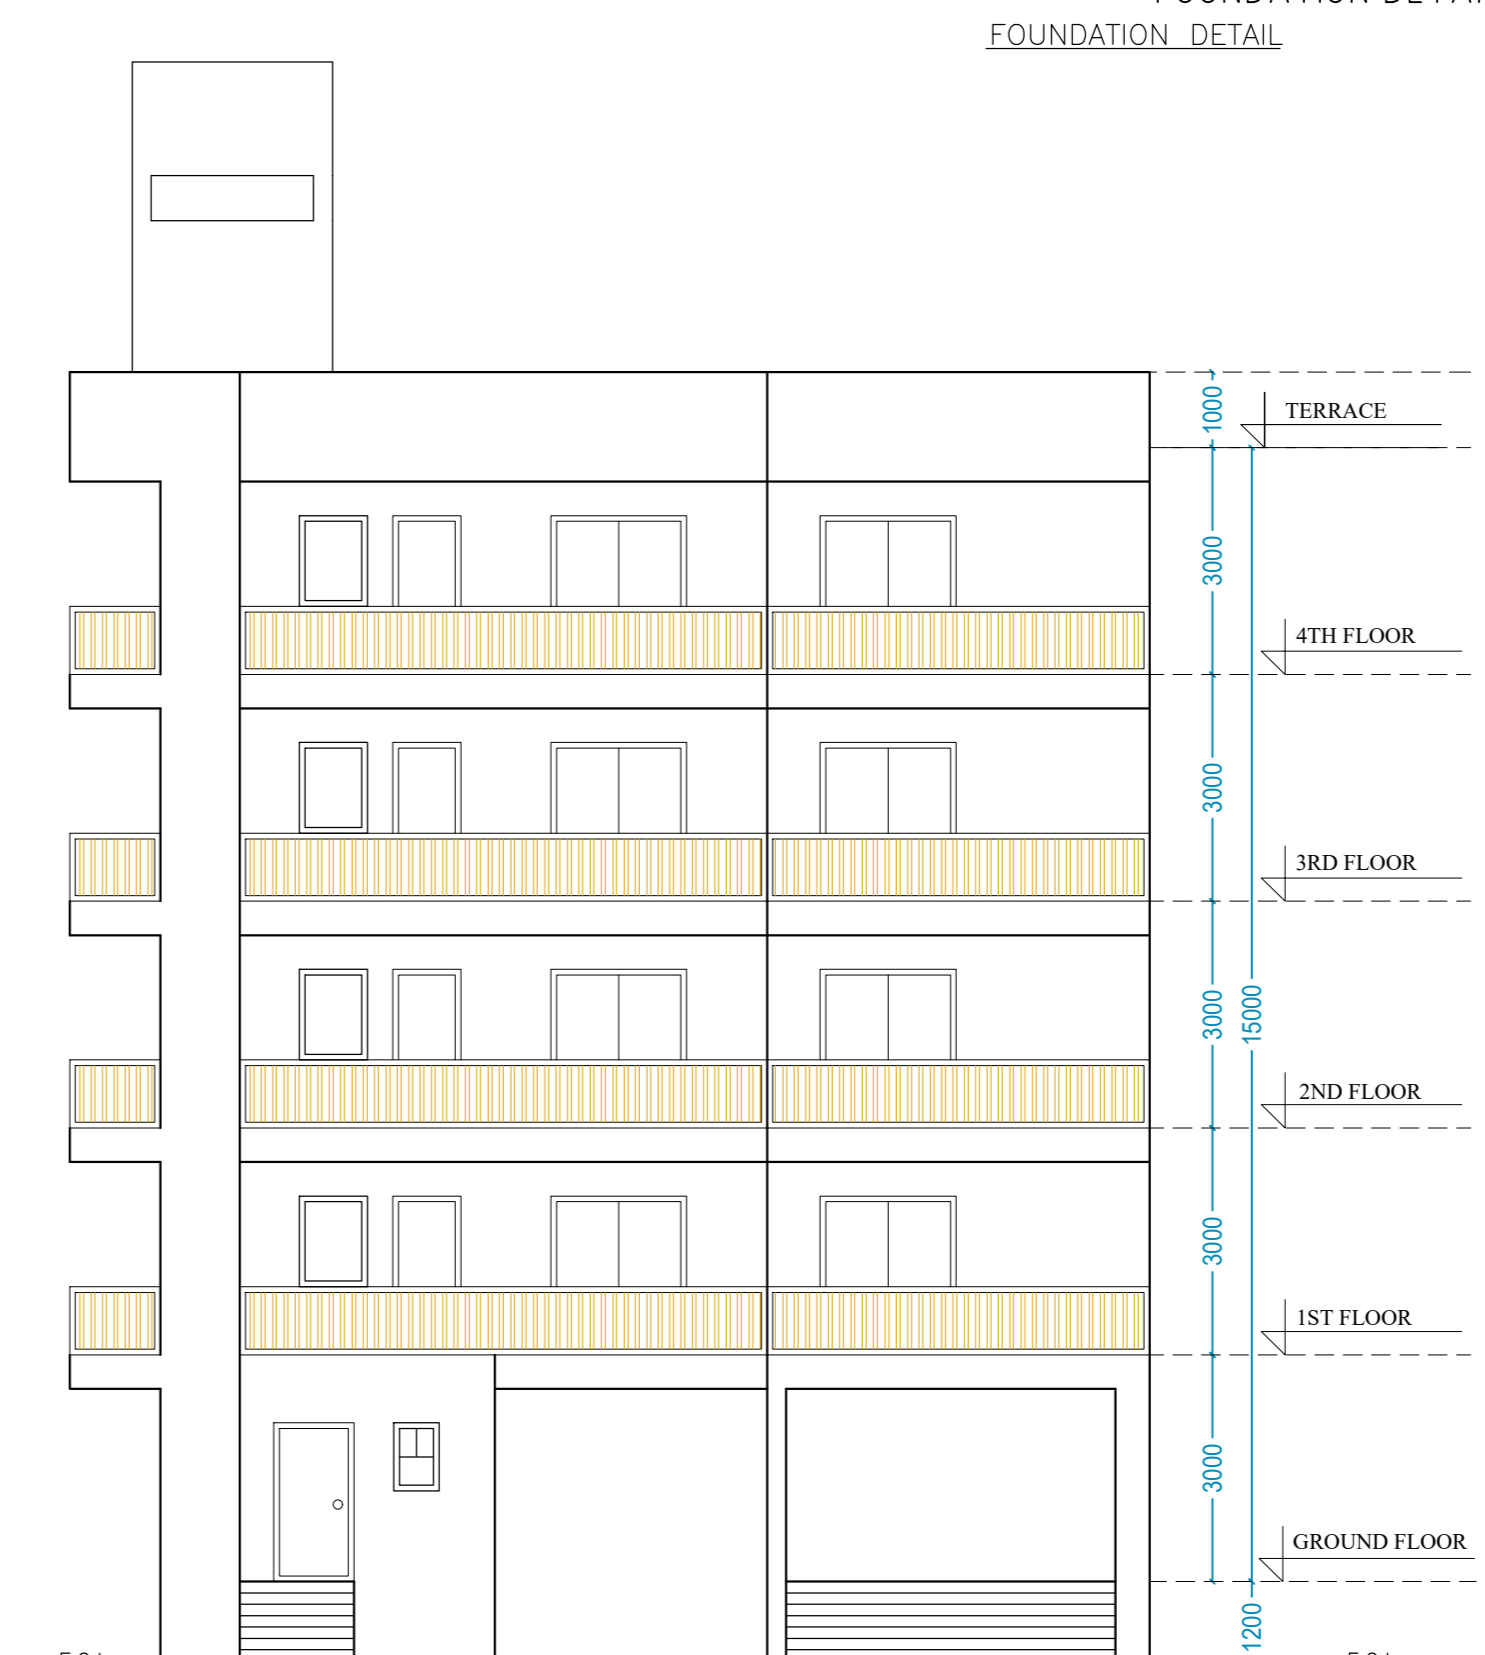 FOUNDATION DETAIL
1000
TERRACE
3000
4TH FLOOR
3000
3RD FLOOR
3000
15000
2ND FLOOR
3000
1ST FLOOR
3000
GROUND FLOOR
1200